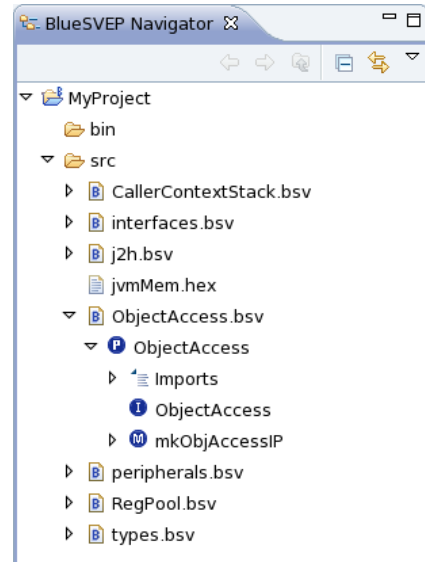 BlueSVEP Navigator
MyProject
bin
src
CallerContextStack.bsv
interfaces.bsv
j2h.bsv
jvmMem.hex
ObjectAccess.bsv
ObjectAccess
Imports
ObjectAccess
mkObjAccessIP
peripherals.bsv
RegPool.bsv
types.bsv